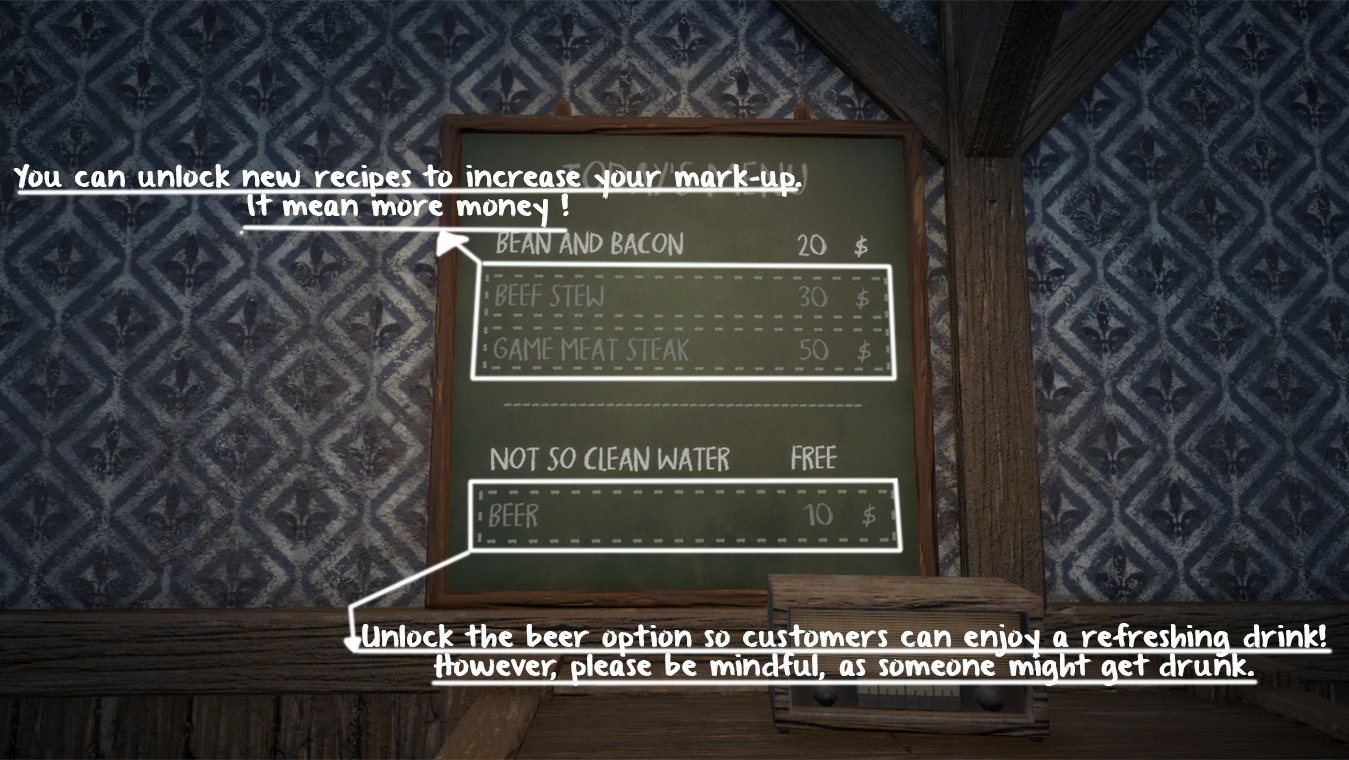 TODAY'S MENU
You can unlock new recipes to increase your mark-up.
It mean more money !
BEAN AND BACON 20 $
BEEF STEW 30 $
GAME MEAT STEAK 50 $
NOT SO CLEAN WATER FREE
BEER 10 $
Unlock the beer option so customers can enjoy a refreshing drink!
However, please be mindful, as someone might get drunk.